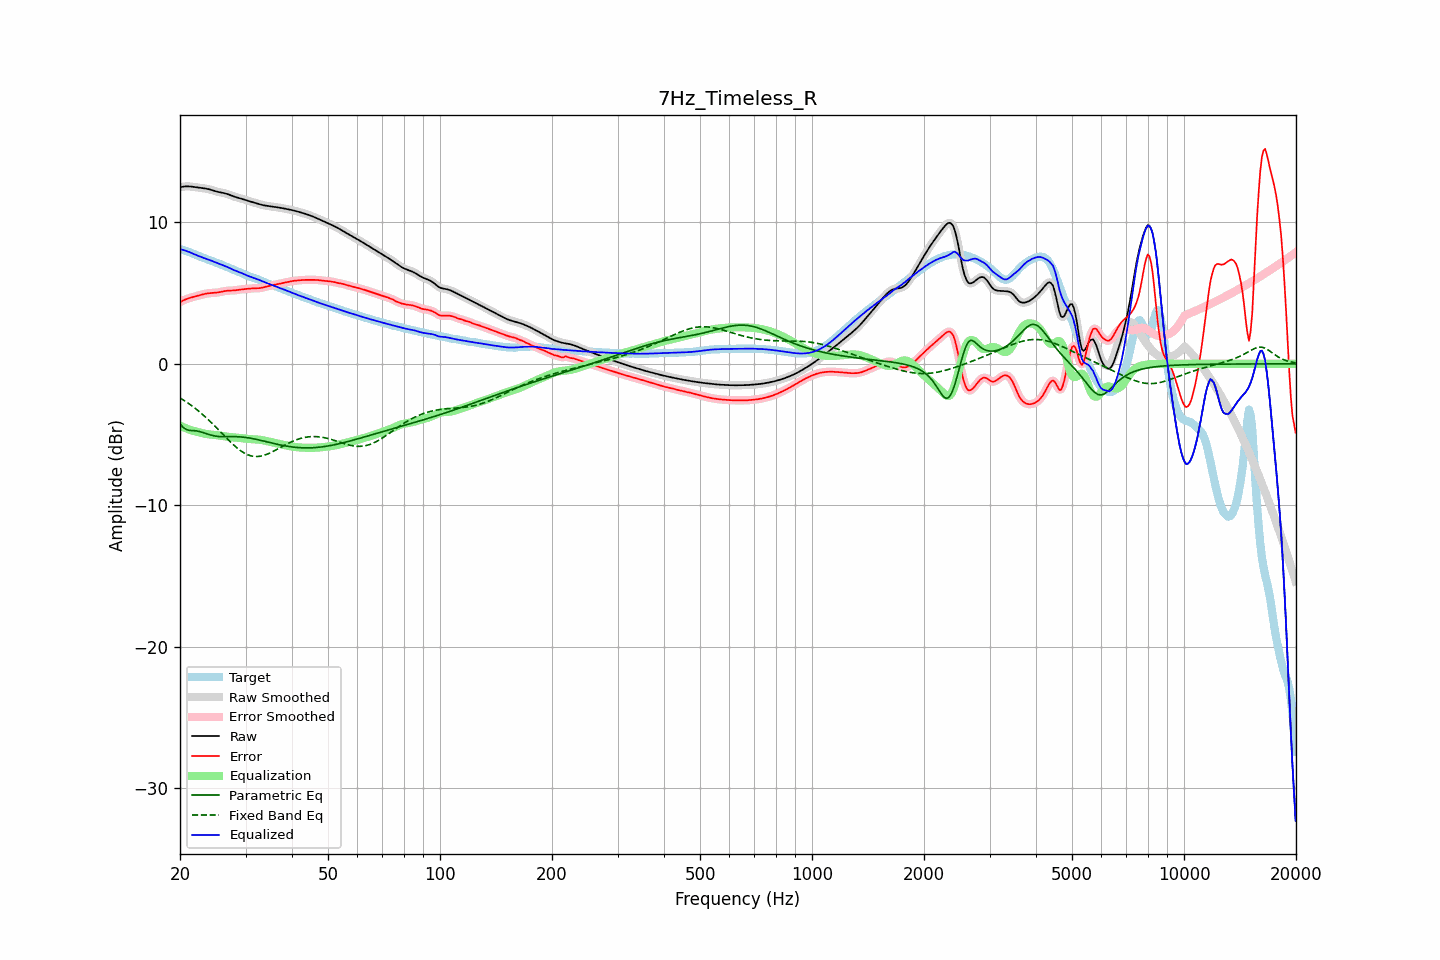 7Hz_Timeless_R
10
0
−10
−20
−30
Amplitude (dBr)
Target
Raw Smoothed
Error Smoothed
Raw
Error
Equalization
Parametric Eq
Fixed Band Eq
Equalized
20 50 100 200 500 1000 2000 5000 10000 20000
Frequency (Hz)